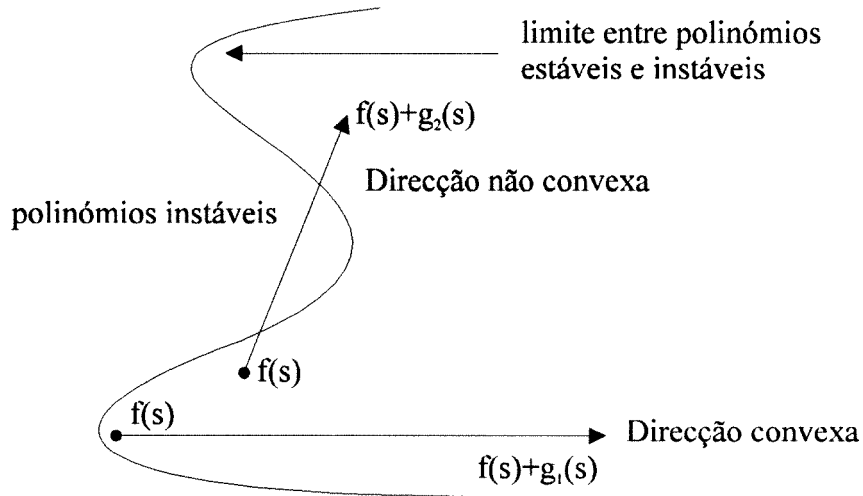 limite entre polinómios
estáveis e instáveis
f(s)+g₂(s)
Direcção não convexa
polinómios instáveis
f(s)
f(s)
Direcção convexa
f(s)+g₁(s)